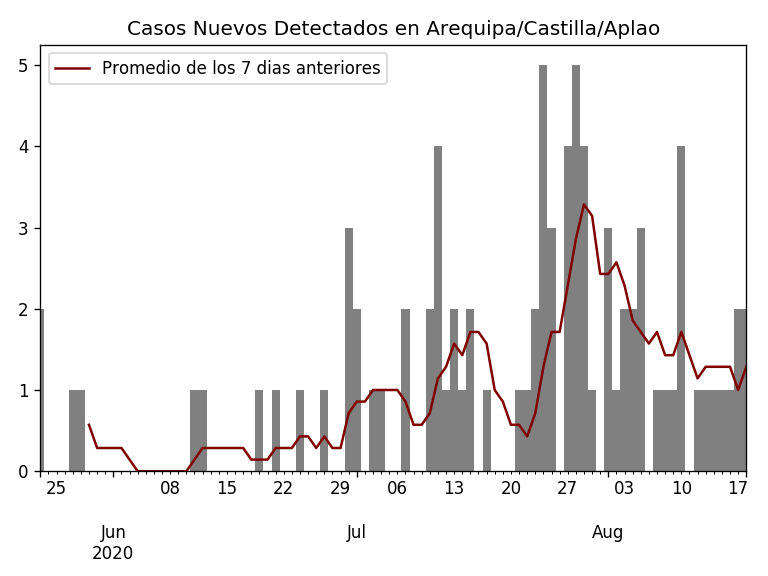 Casos Nuevos Detectados en Arequipa/Castilla/Aplao
Promedio de los 7 dias anteriores
5
4
3
2
1
0
25 08 15 22 29 06 13 20 27 03 10 17
Jun Jul Aug
2020